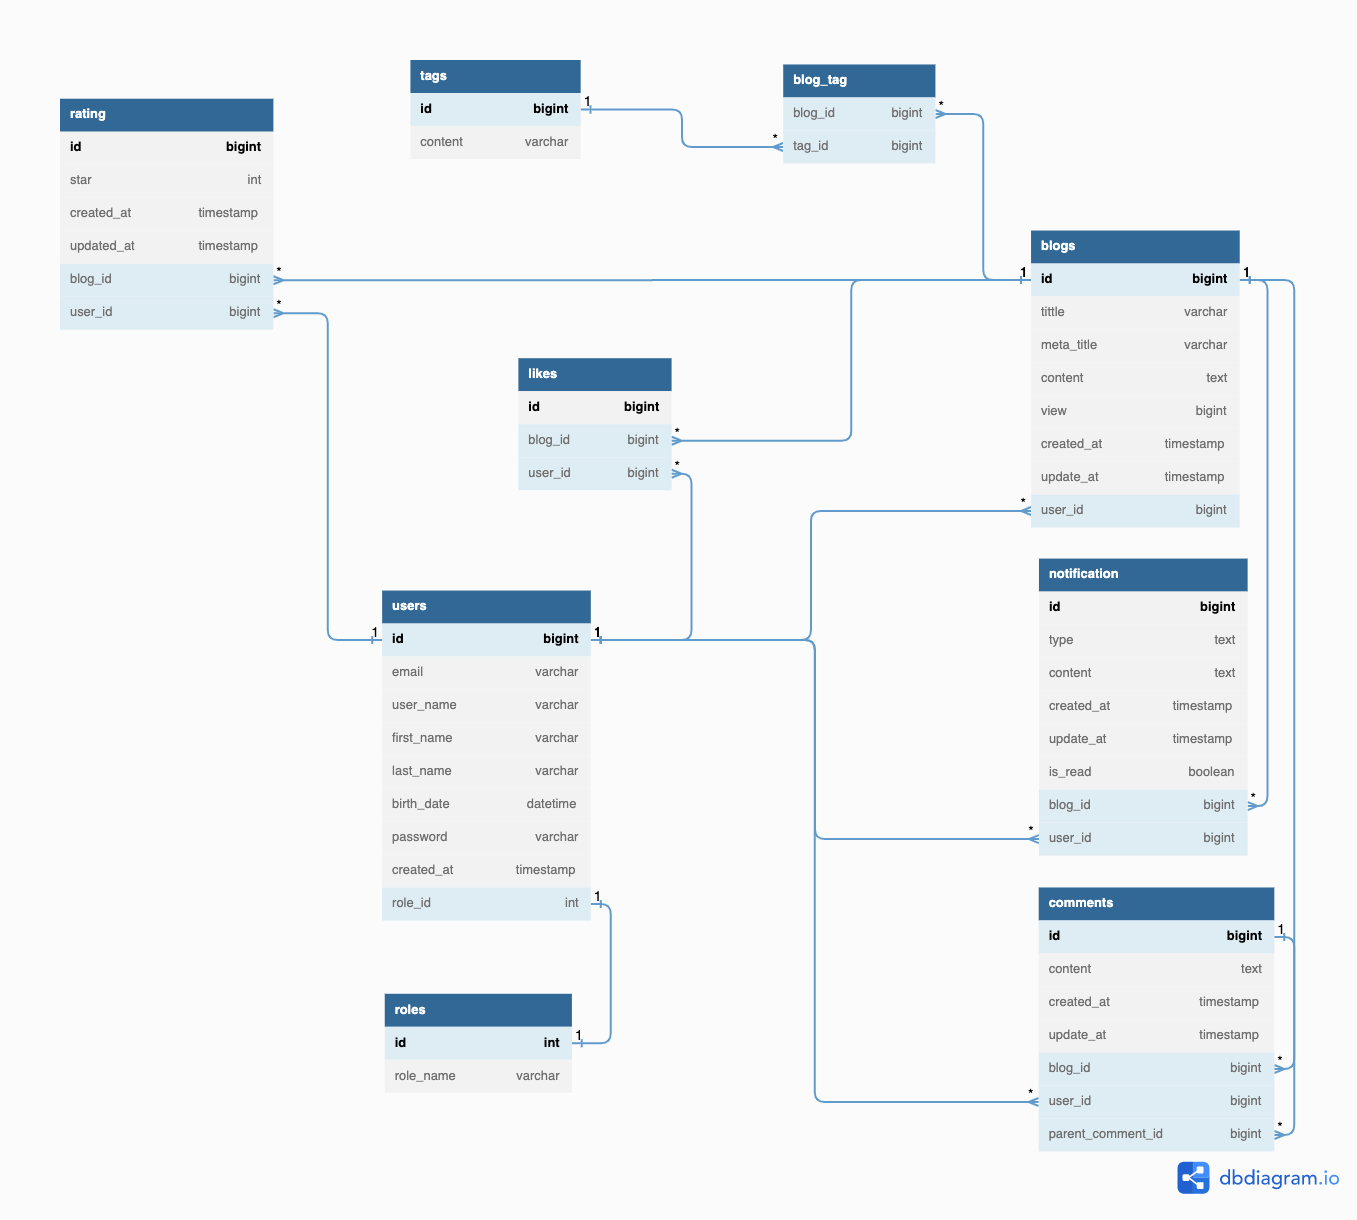 tags
id bigint
content varchar
blog_tag
blog_id bigint
tag_id bigint
rating
id bigint
star int
created_at timestamp
updated_at timestamp
blog_id bigint
user_id bigint
blogs
id bigint
tittle varchar
meta_title varchar
content text
view bigint
created_at timestamp
update_at timestamp
user_id bigint
likes
id bigint
blog_id bigint
user_id bigint
notification
id bigint
type text
content text
created_at timestamp
update_at timestamp
is_read boolean
blog_id bigint
user_id bigint
users
id bigint
email varchar
user_name varchar
first_name varchar
last_name varchar
birth_date datetime
password varchar
created_at timestamp
role_id int
comments
id bigint
content text
created_at timestamp
update_at timestamp
blog_id bigint
user_id bigint
parent_comment_id bigint
roles
id int
role_name varchar
1
*
*
*
*
1
1
*
*
*
1
1
*
*
1
1
1
*
*
*
dbdiagram.io